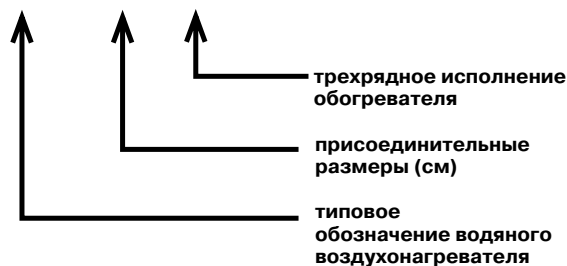 трехрядное исполнение
обогревателя
присоединительные
размеры (см)
типовое
обозначение водяного
воздухонагревателя